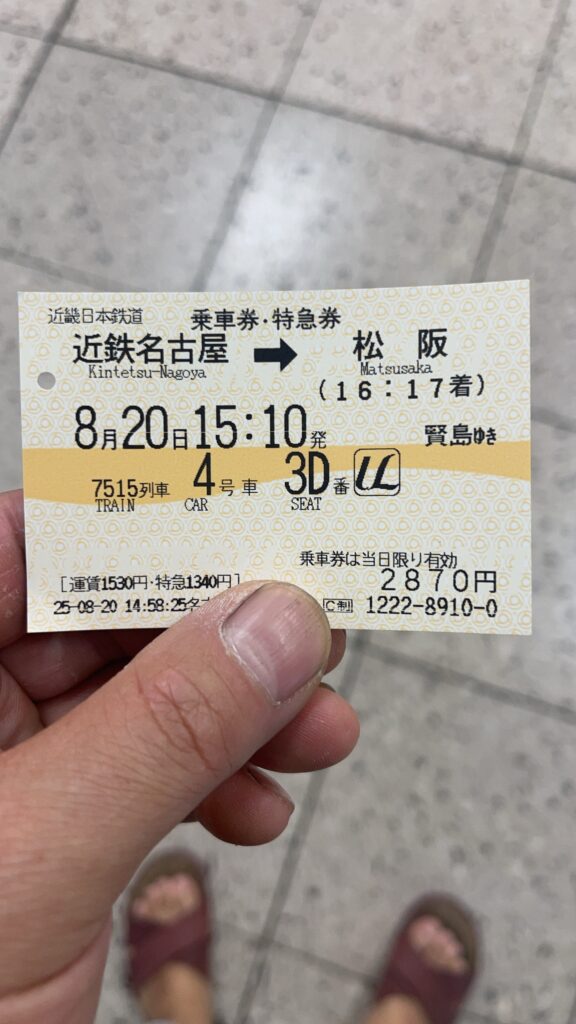 近畿日本鉄道 乗車券・特急券
近鉄名古屋 ➡ 松阪
Kintetsu-Nagoya Matsusaka
(16:17着)
8月20日15:10発 賢島ゆき
7515列車 4号車 3D番
TRAIN CAR SEAT
乗車券は当日限り有効
[運賃1530円・特急1340円] 2870円
25-08-20 14:58:25 C制 1222-8910-0